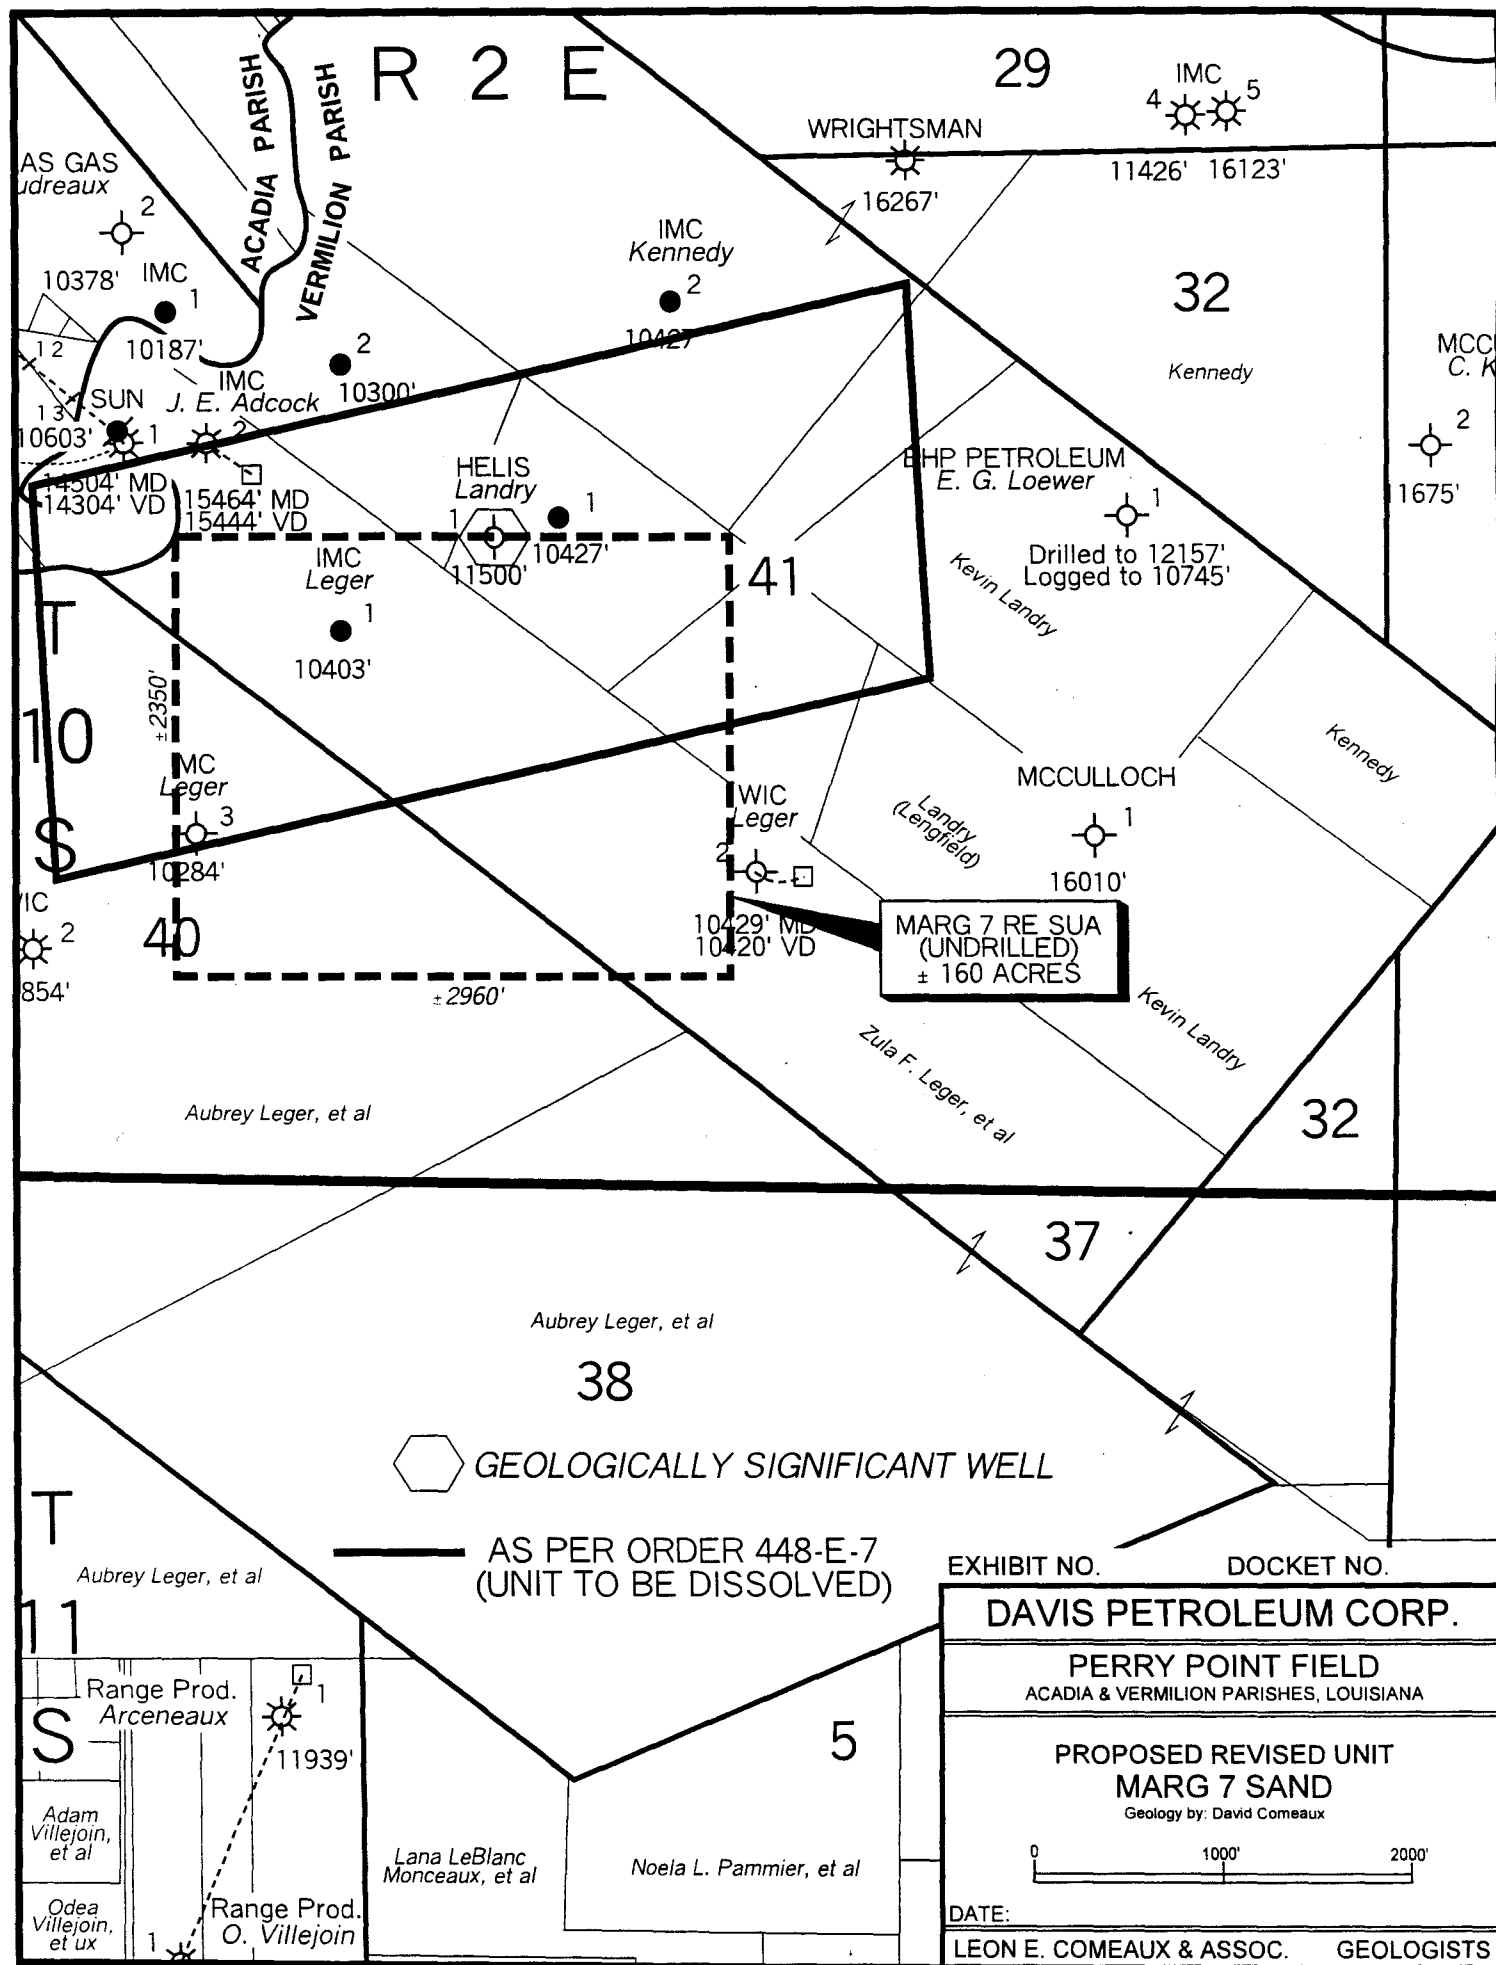 R 2 E
29
IMC
4
5
11426' 16123'
WRIGHTSMAN
16267'
ACADIA PARISH
VERMILION PARISH
AS GAS
udreaux
2
10378'
IMC
1
10187'
IMC
Kennedy
2
10427'
32
Kennedy
MCC
C. K
2
11675'
2
10300'
12
13
SUN
10603'
1
14504' MD
14304' VD
IMC
J. E. Adcock
2
15464' MD
15444' VD
HELIS
Landry
1
11500'
1
10427'
BHP PETROLEUM
E. G. Loewer
1
Drilled to 12157'
Logged to 10745'
Kevin Landry
41
IMC
Leger
1
10403'
T
10
S
±2350'
MC
Leger
3
10284'
WIC
Leger
2
10429' MD
10420' VD
Landry
(Lengfield)
MCCULLOCH
1
16010'
Kennedy
MARG 7 RE SUA
(UNDRILLED)
± 160 ACRES
IC
2
854'
40
±2960'
Kevin Landry
Zula F. Leger, et al
Aubrey Leger, et al
32
37
Aubrey Leger, et al
38
GEOLOGICALLY SIGNIFICANT WELL
AS PER ORDER 448-E-7
(UNIT TO BE DISSOLVED)
T
11
S
Aubrey Leger, et al
Range Prod.
Arceneaux
1
11939'
Adam
Villejoin,
et al
Odea
Villejoin,
et ux
Range Prod.
O. Villejoin
1
Lana LeBlanc
Monceaux, et al
Noela L. Pammier, et al
5
EXHIBIT NO. DOCKET NO.
DAVIS PETROLEUM CORP.
PERRY POINT FIELD
ACADIA & VERMILION PARISHES, LOUISIANA
PROPOSED REVISED UNIT
MARG 7 SAND
Geology by: David Comeaux
0 1000' 2000'
DATE:
LEON E. COMEAUX & ASSOC. GEOLOGISTS